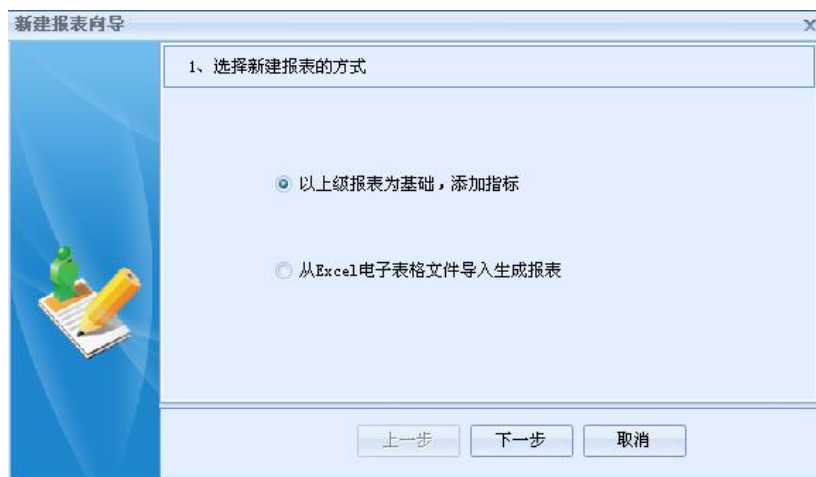 新建报表向导
1、选择新建报表的方式
以上级报表为基础，添加指标
从Excel电子表格文件导入生成报表
上一步 下一步 取消